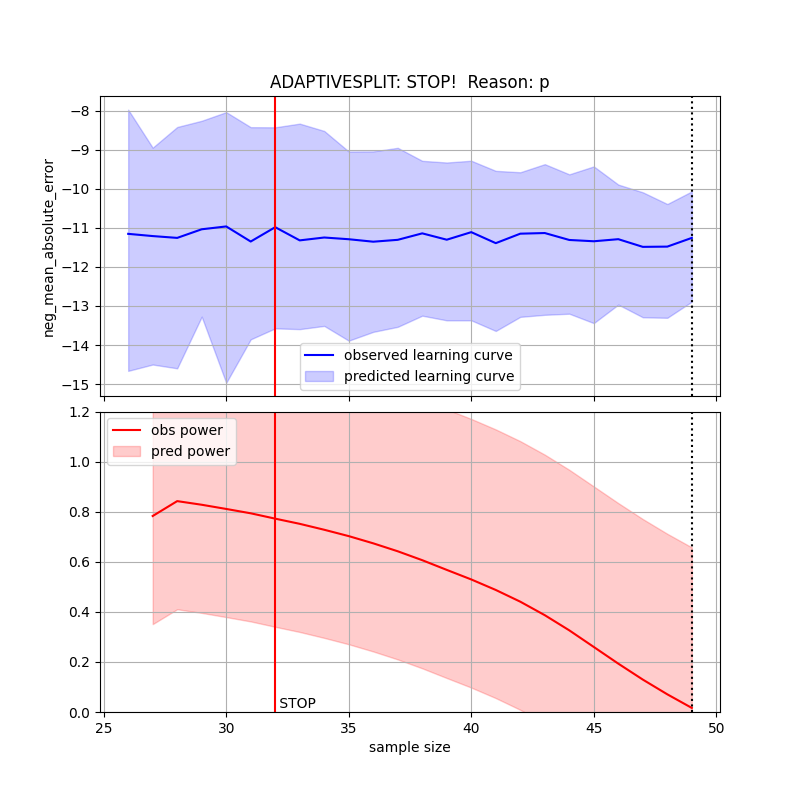 ADAPTIVESPLIT: STOP!  Reason: p
neg_mean_absolute_error
−8
−9
−10
−11
−12
−13
−14
−15
observed learning curve
predicted learning curve
1.2
1.0
0.8
0.6
0.4
0.2
0.0
obs power
pred power
STOP
25
30
35
40
45
50
sample size